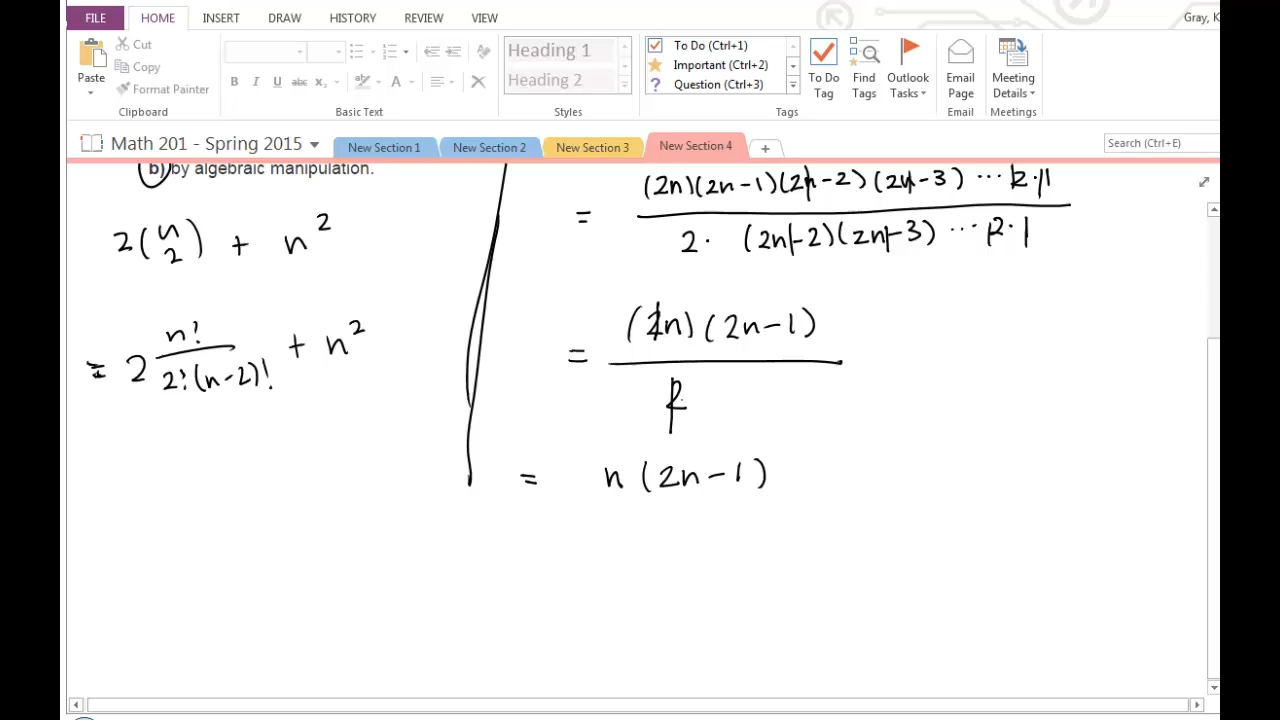 FILE HOME INSERT DRAW HISTORY REVIEW VIEW Gray, K
Cut
Copy
Format Painter
Paste
B I U abc x₂ A
Heading 1
Heading 2
To Do (Ctrl+1)
Important (Ctrl+2)
? Question (Ctrl+3)
To Do Tag
Find Tags
Outlook Tasks
Email Page
Meeting Details
Clipboard Basic Text Styles Tags Email Meetings
Math 201 - Spring 2015 New Section 1 New Section 2 New Section 3 New Section 4 + Search (Ctrl+E)
b) by algebraic manipulation.
2(n 2) + n²
= 2 n! / 2!(n-2)! + n²
= (2n)(2n-1)(2n-2)(2n-3) ... 2·1
2· (2n-2)(2n-3) ... 2·1
= (2n)(2n-1)
2
= n(2n-1)